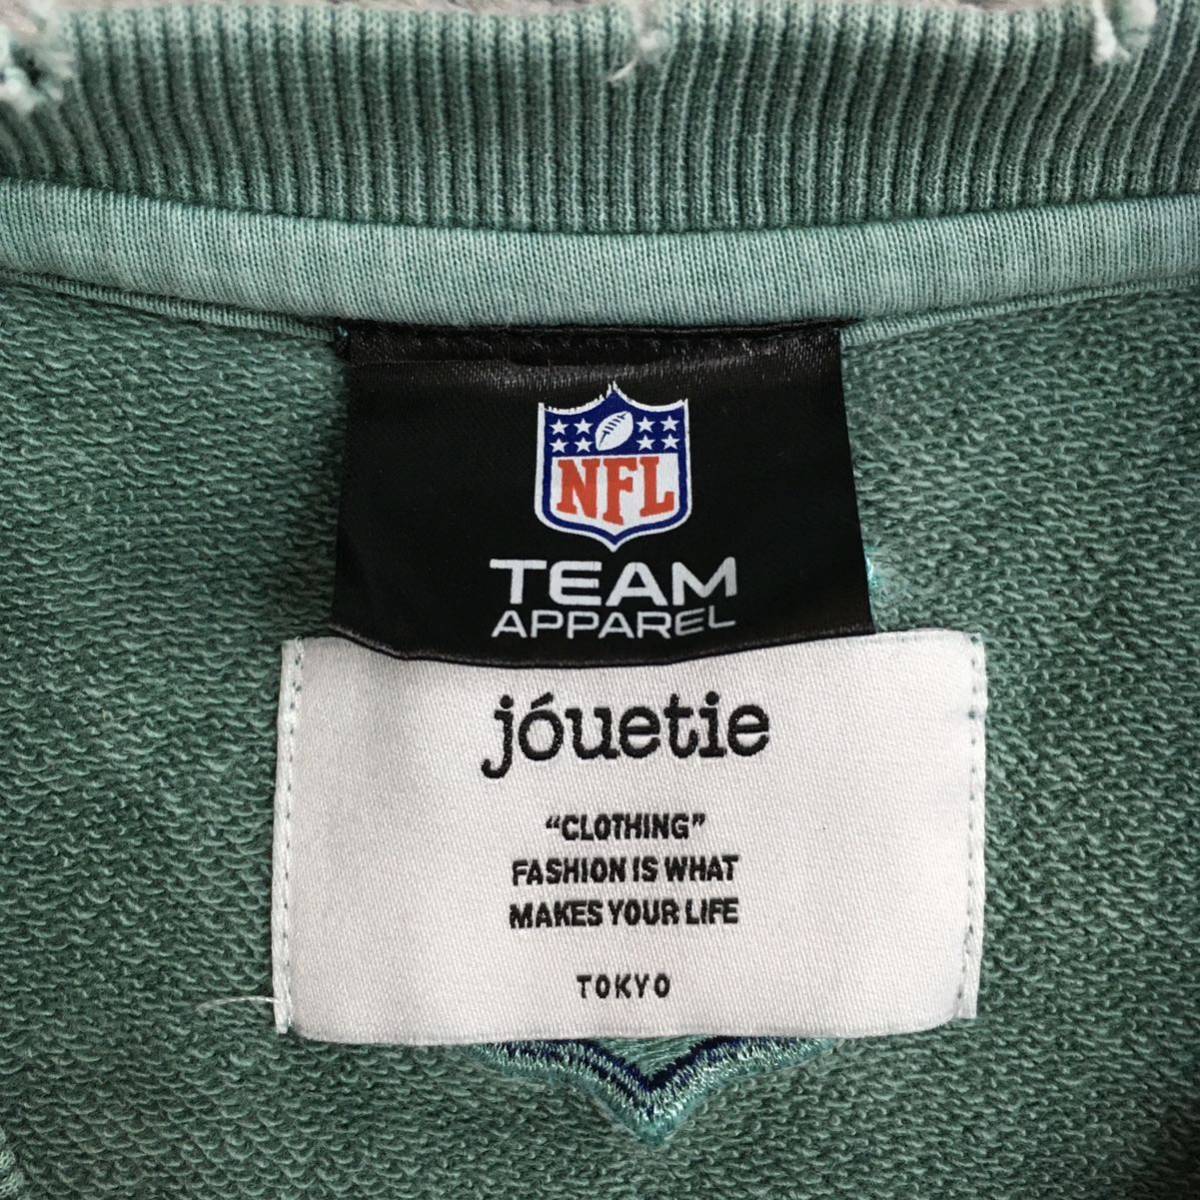 NFL
TEAM
APPAREL
jóuetie
“CLOTHING”
FASHION IS WHAT
MAKES YOUR LIFE
TOKYO